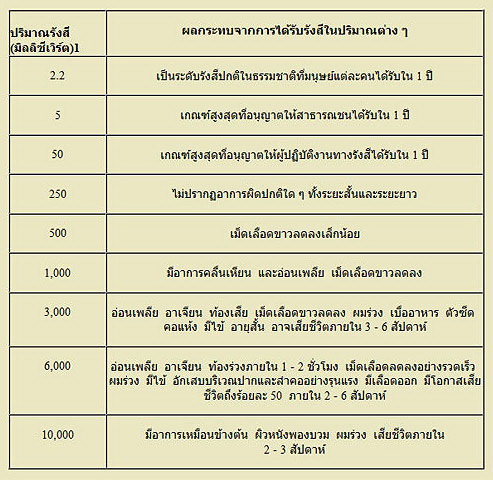 ปริมาณรังสี
(มิลลิซีเวิร์ต)1
ผลกระทบจากการได้รับรังสีในปริมาณต่าง ๆ
2.2
เป็นระดับรังสีปกติในธรรมชาติที่มนุษย์แต่ละคนได้รับใน 1 ปี
5
เกณฑ์สูงสุดที่อนุญาตให้สาธารณชนได้รับใน 1 ปี
50
เกณฑ์สูงสุดที่อนุญาตให้ผู้ปฏิบัติงานทางรังสีได้รับใน 1 ปี
250
ไม่ปรากฏอาการผิดปกติใด ๆ ทั้งระยะสั้นและระยะยาว
500
เม็ดเลือดขาวลดลงเล็กน้อย
1,000
มีอาการคลื่นเหียน และอ่อนเพลีย เม็ดเลือดขาวลดลง
3,000
อ่อนเพลีย อาเจียน ท้องเสีย เม็ดเลือดขาวลดลง ผมร่วง เบื่ออาหาร ตัวซีด
คอแห้ง มีไข้ อายุสั้น อาจเสียชีวิตภายใน 3 - 6 สัปดาห์
6,000
อ่อนเพลีย อาเจียน ท้องร่วงภายใน 1 - 2 ชั่วโมง เม็ดเลือดลดลงอย่างรวดเร็ว
ผมร่วง มีไข้ อักเสบบริเวณปากและลำคออย่างรุนแรง มีเลือดออก มีโอกาสเสีย
ชีวิตถึงร้อยละ 50 ภายใน 2 - 6 สัปดาห์
10,000
มีอาการเหมือนข้างต้น ผิวหนังพองบวม ผมร่วง เสียชีวิตภายใน
2 - 3 สัปดาห์